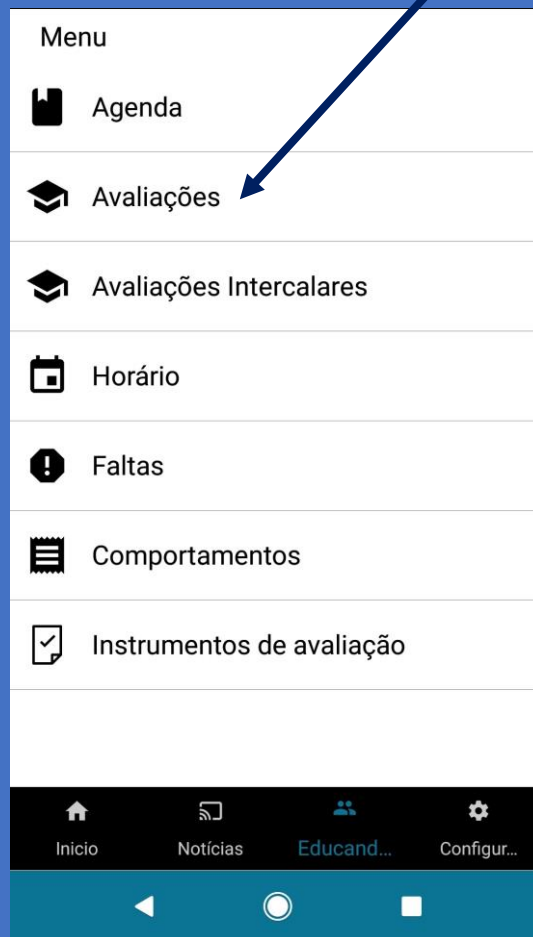 Menu
Agenda
Avaliações
Avaliações Intercalares
Horário
Faltas
Comportamentos
Instrumentos de avaliação
Inicio Notícias Educand... Configur...